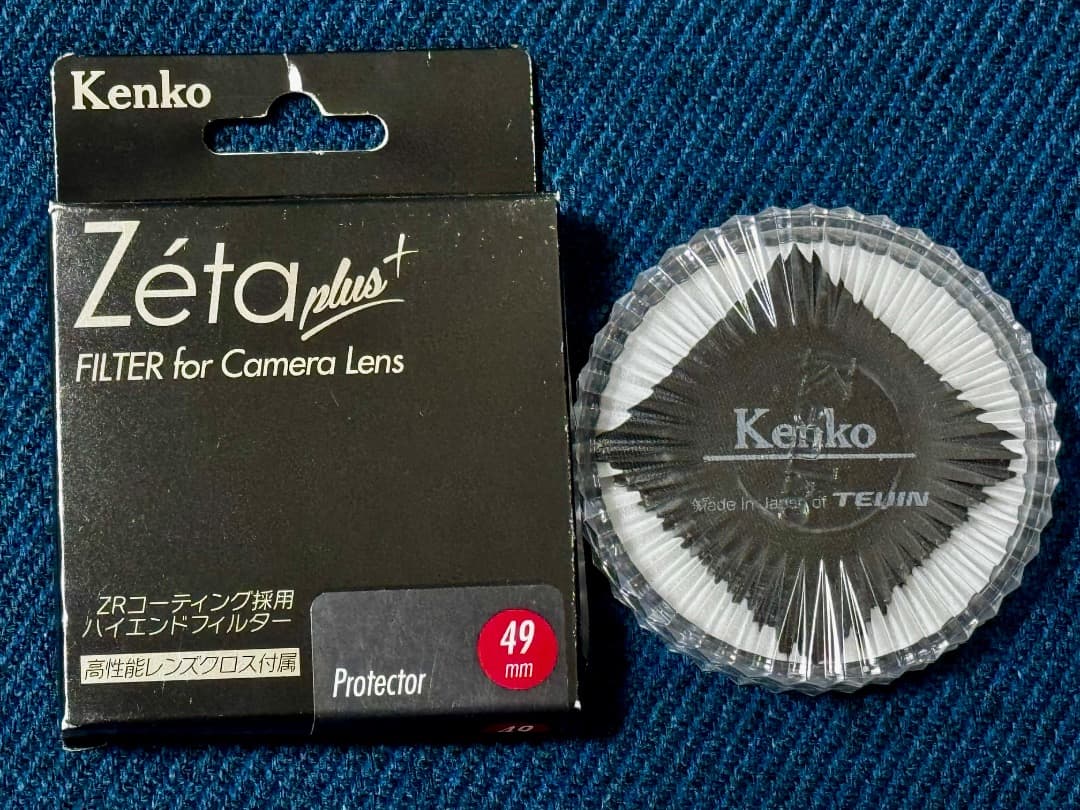 Kenko
Zéta plus+
FILTER for Camera Lens
ZRコーティング採用
ハイエンドフィルター
高性能レンズクロス付属
Protector
49
mm
49
Kenko
Made in Japan of TEIJIN